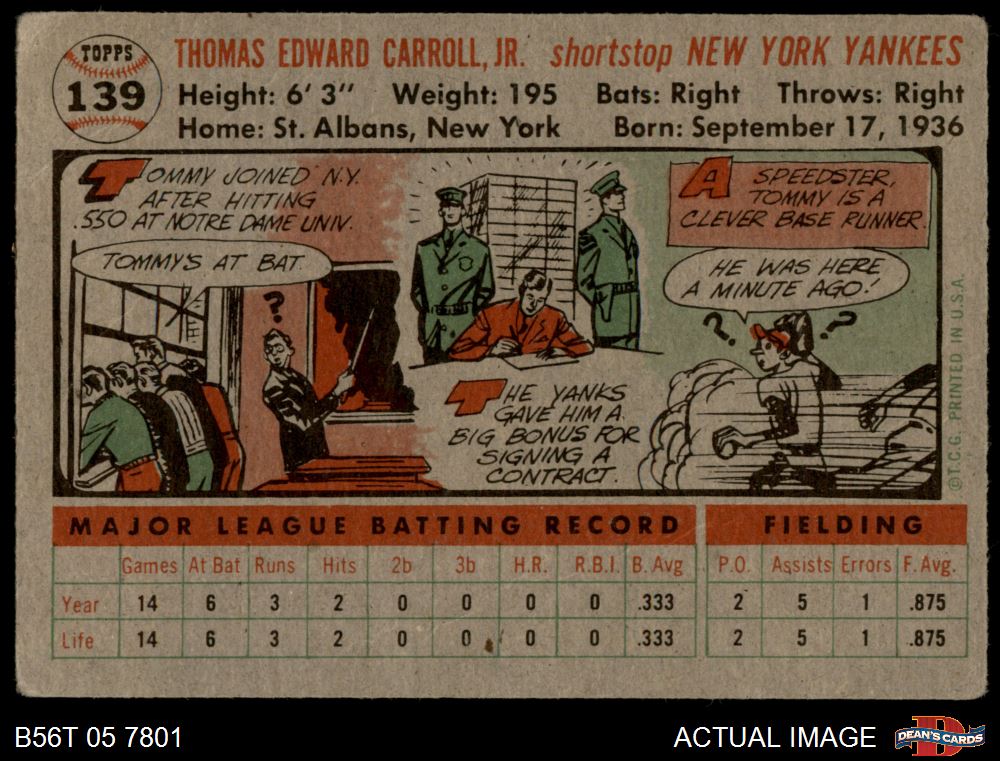 TOPPS
139
THOMAS EDWARD CARROLL, JR. shortstop NEW YORK YANKEES
Height: 6' 3" Weight: 195 Bats: Right Throws: Right
Home: St. Albans, New York Born: September 17, 1936
TOMMY JOINED N.Y.
AFTER HITTING
.550 AT NOTRE DAME UNIV.
TOMMY'S AT BAT.
?
THE YANKS
GAVE HIM A
BIG BONUS FOR
SIGNING A
CONTRACT.
A SPEEDSTER,
TOMMY IS A
CLEVER BASE RUNNER.
HE WAS HERE
A MINUTE AGO!
? ?
©T.C.G. PRINTED IN U.S.A.
MAJOR LEAGUE BATTING RECORD FIELDING
Games At Bat Runs Hits 2b 3b H.R. R.B.I. B. Avg P.O. Assists Errors F. Avg.
Year 14 6 3 2 0 0 0 0 .333 2 5 1 .875
Life 14 6 3 2 0 0 0 0 .333 2 5 1 .875
B56T 05 7801 ACTUAL IMAGE
D
DEAN'S CARDS